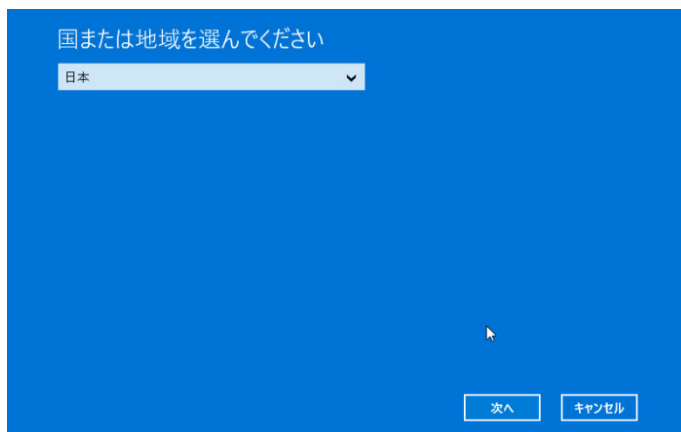 国または地域を選んでください
日本
次へ
キャンセル